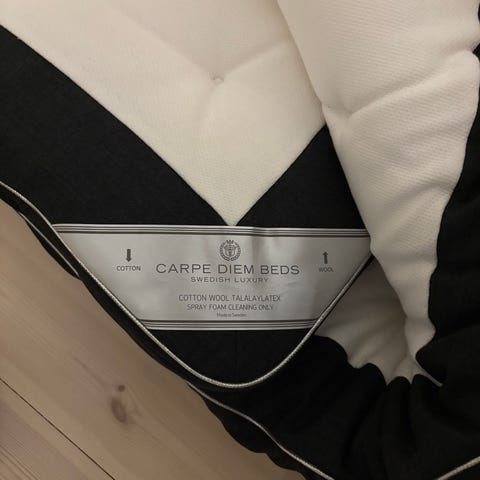 COTTON
CARPE DIEM BEDS
SWEDISH LUXURY
WOOL
COTTON WOOL TALALAYLATEX
SPRAY FOAM CLEANING ONLY
Made in Sweden